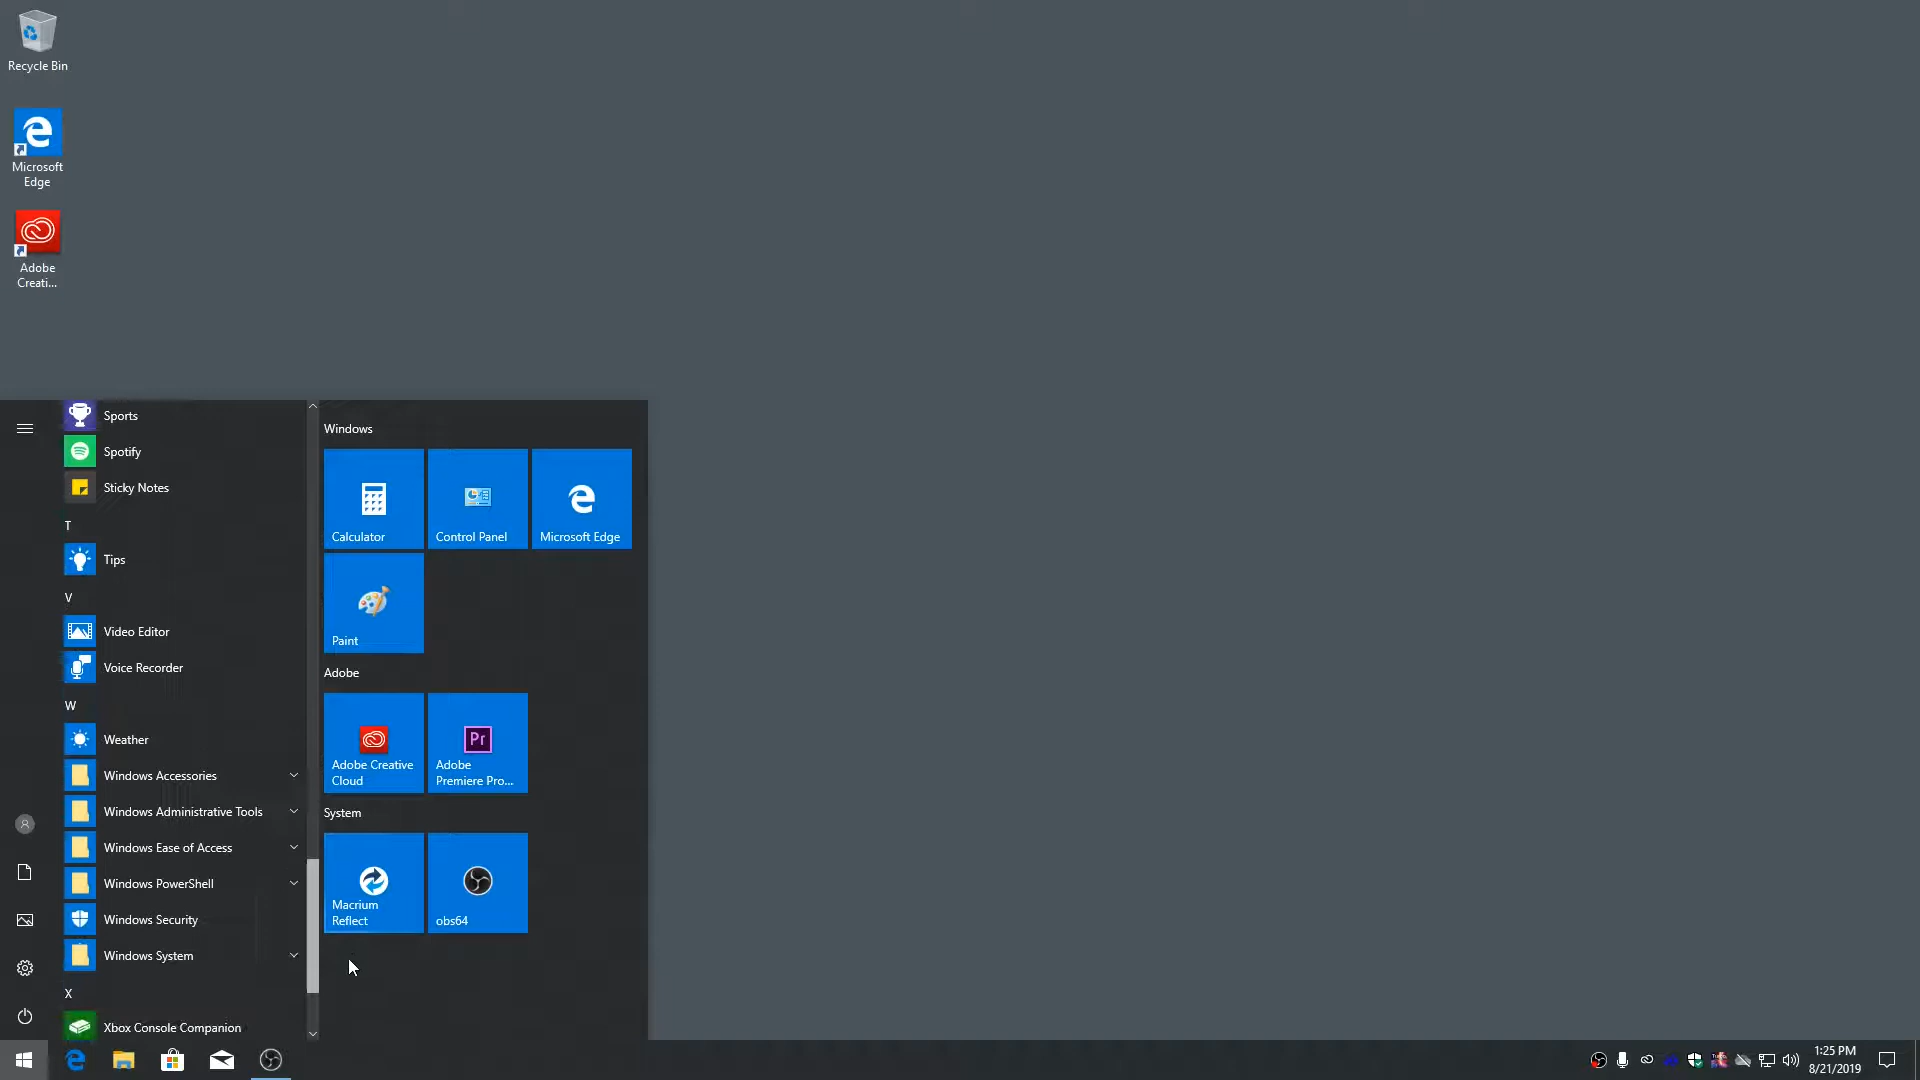 Recycle Bin
Microsoft
Edge
Adobe
Creati...
Sports
Spotify
Sticky Notes
T
Tips
V
Video Editor
Voice Recorder
W
Weather
Windows Accessories
Windows Administrative Tools
Windows Ease of Access
Windows PowerShell
Windows Security
Windows System
X
Xbox Console Companion
Windows
Calculator
Control Panel
Microsoft Edge
Paint
Adobe
Adobe Creative
Cloud
Pr
Adobe
Premiere Pro...
System
Macrium
Reflect
obs64
1:25 PM
8/21/2019